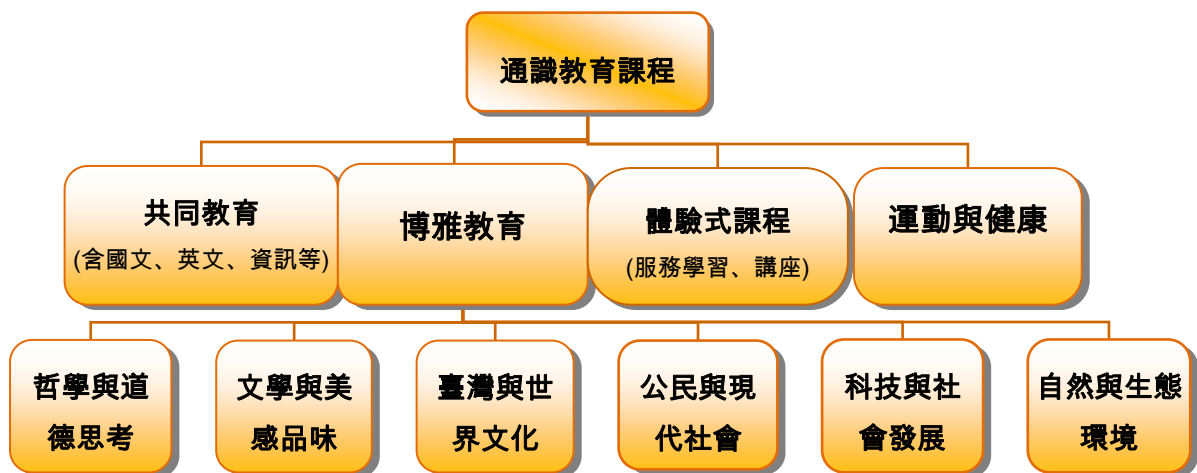 通識教育課程
共同教育
(含國文、英文、資訊等)
博雅教育
體驗式課程
(服務學習、講座)
運動與健康
哲學與道
德思考
文學與美
感品味
臺灣與世
界文化
公民與現
代社會
科技與社
會發展
自然與生態
環境